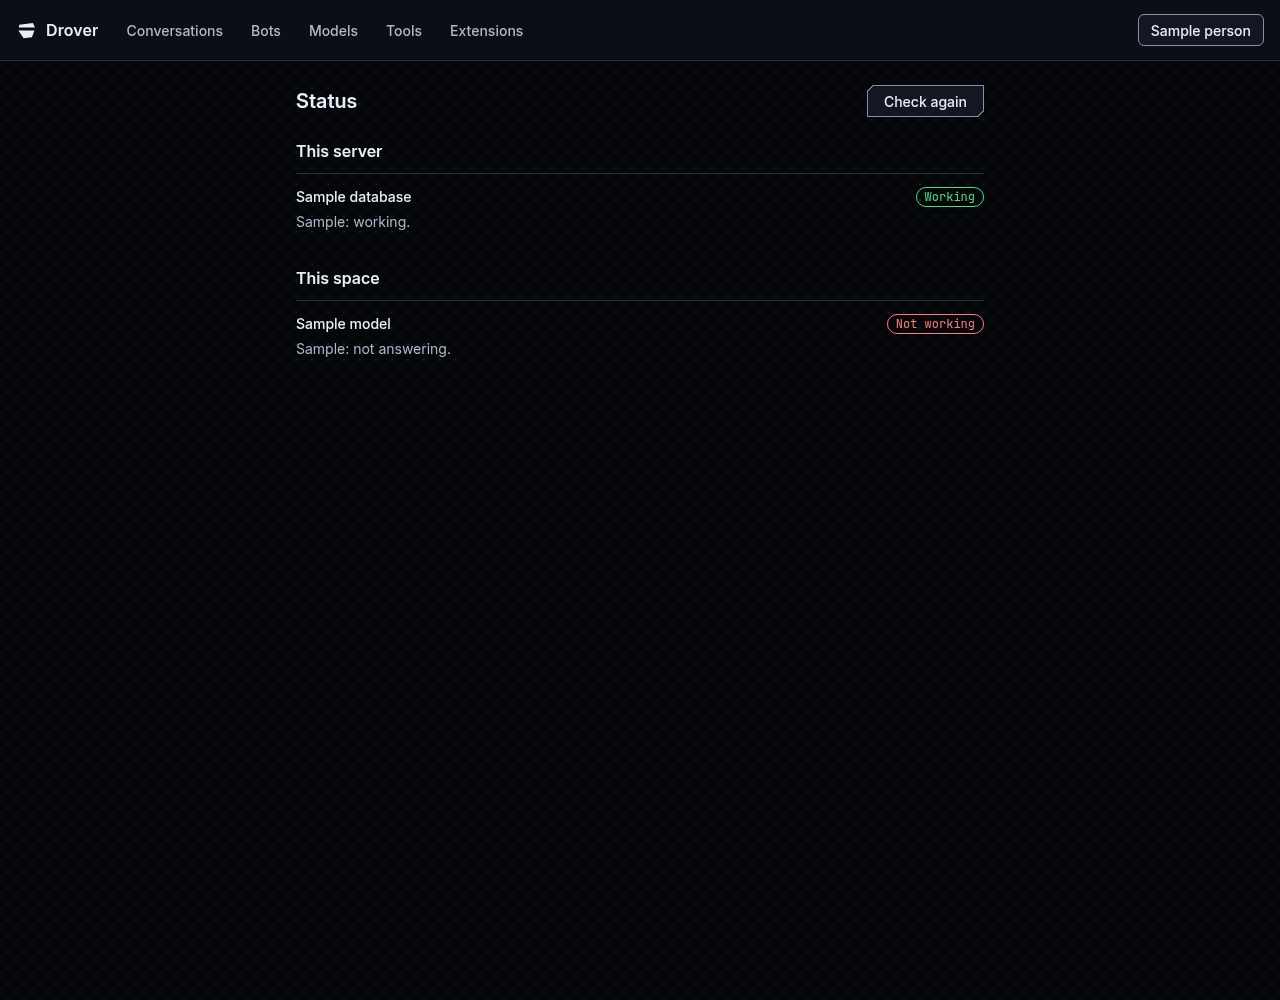 Drover Conversations Bots Models Tools Extensions Sample person
Status Check again
This server
Sample database Working
Sample: working.
This space
Sample model Not working
Sample: not answering.